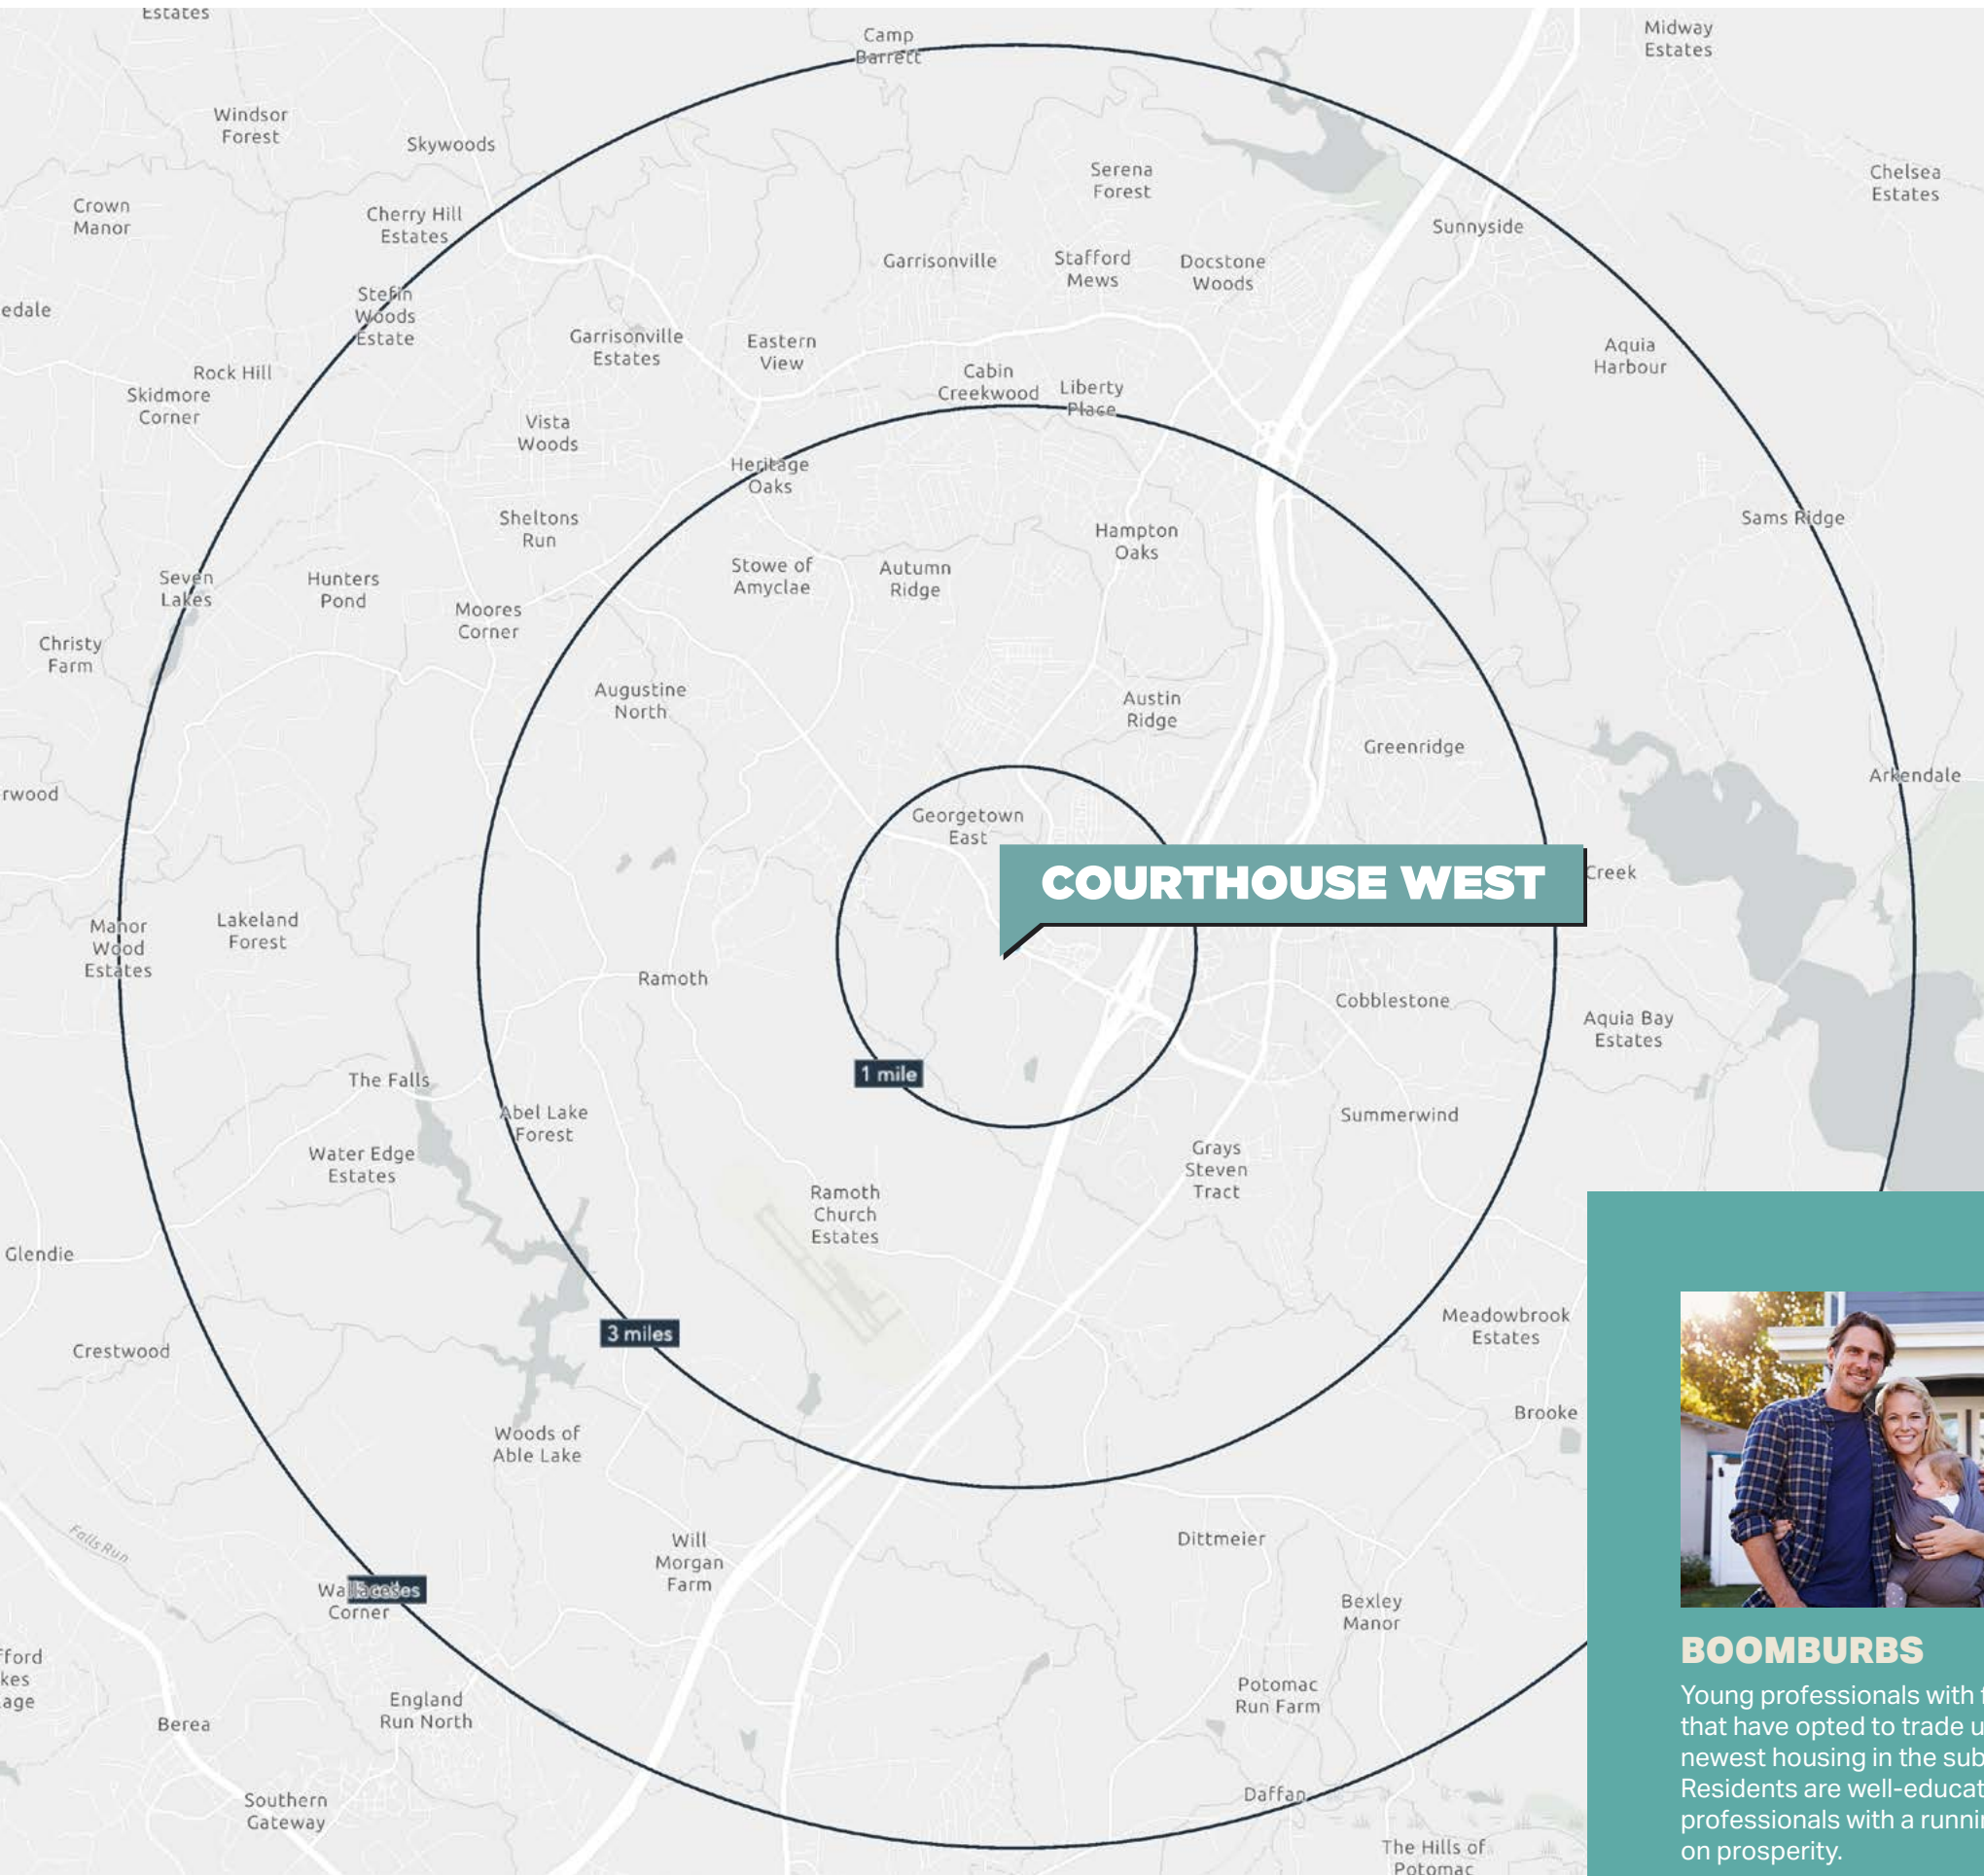 Estates
Camp
Barrett
Midway
Estates
Windsor
Forest
Skywoods
Serena
Forest
Chelsea
Estates
Crown
Manor
Cherry Hill
Estates
Sunnyside
Garrisonville
Stafford
Mews
Docstone
Woods
edale
Stefin
Woods
Estate
Garrisonville
Estates
Eastern
View
Aquia
Harbour
Rock Hill
Skidmore
Corner
Cabin
Creekwood
Liberty
Place
Vista
Woods
Heritage
Oaks
Sheltons
Run
Hampton
Oaks
Sams Ridge
Stowe of
Amyclae
Autumn
Ridge
Seven
Lakes
Hunters
Pond
Moores
Corner
Christy
Farm
Augustine
North
Austin
Ridge
Greenridge
Arkendale
rwood
Georgetown
East
COURTHOUSE WEST
Creek
Manor
Wood
Estates
Lakeland
Forest
Ramoth
Cobblestone
Aquia Bay
Estates
1 mile
The Falls
Abel Lake
Forest
Summerwind
Water Edge
Estates
Grays
Steven
Tract
Ramoth
Church
Estates
Glendie
3 miles
Meadowbrook
Estates
Crestwood
Brooke
Woods of
Able Lake
Falls Run
Will
Morgan
Farm
Dittmeier
Corner
Bexley
Manor
fford
kes
age
Berea
England
Run North
Potomac
Run Farm
Southern
Gateway
Daffan
The Hills of
Potomac
BOOMBURBS
Young professionals with
that have opted to trade u
newest housing in the sub
Residents are well-educat
professionals with a runni
on prosperity.